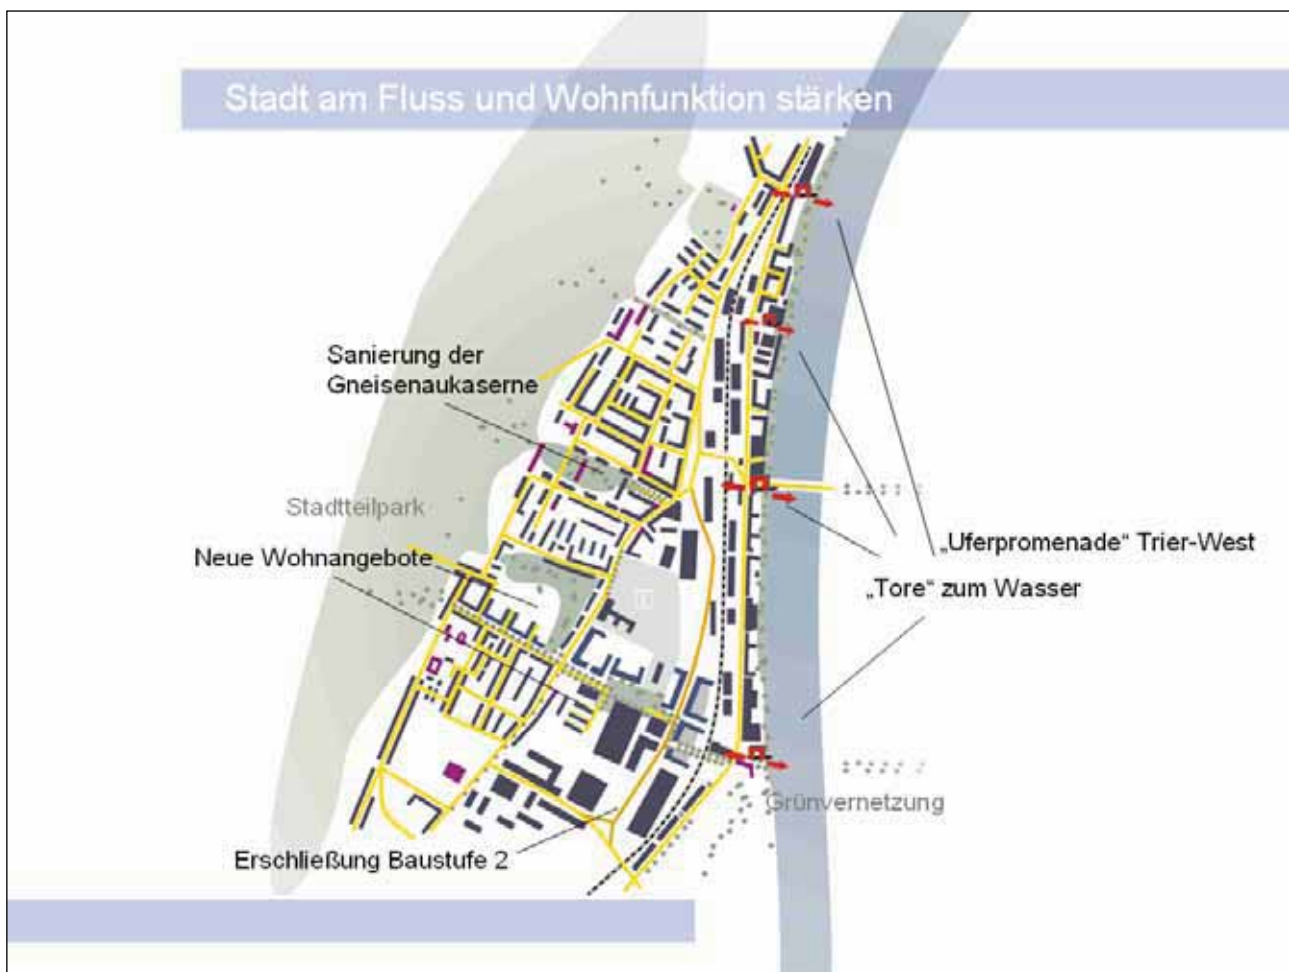 Stadt am Fluss und Wohnfunktion stärken
Sanierung der
Gneisenaukaserne
Stadtteilpark
Neue Wohnangebote
„Uferpromenade“ Trier-West
„Tore“ zum Wasser
Grünvernetzung
Erschließung Baustufe 2